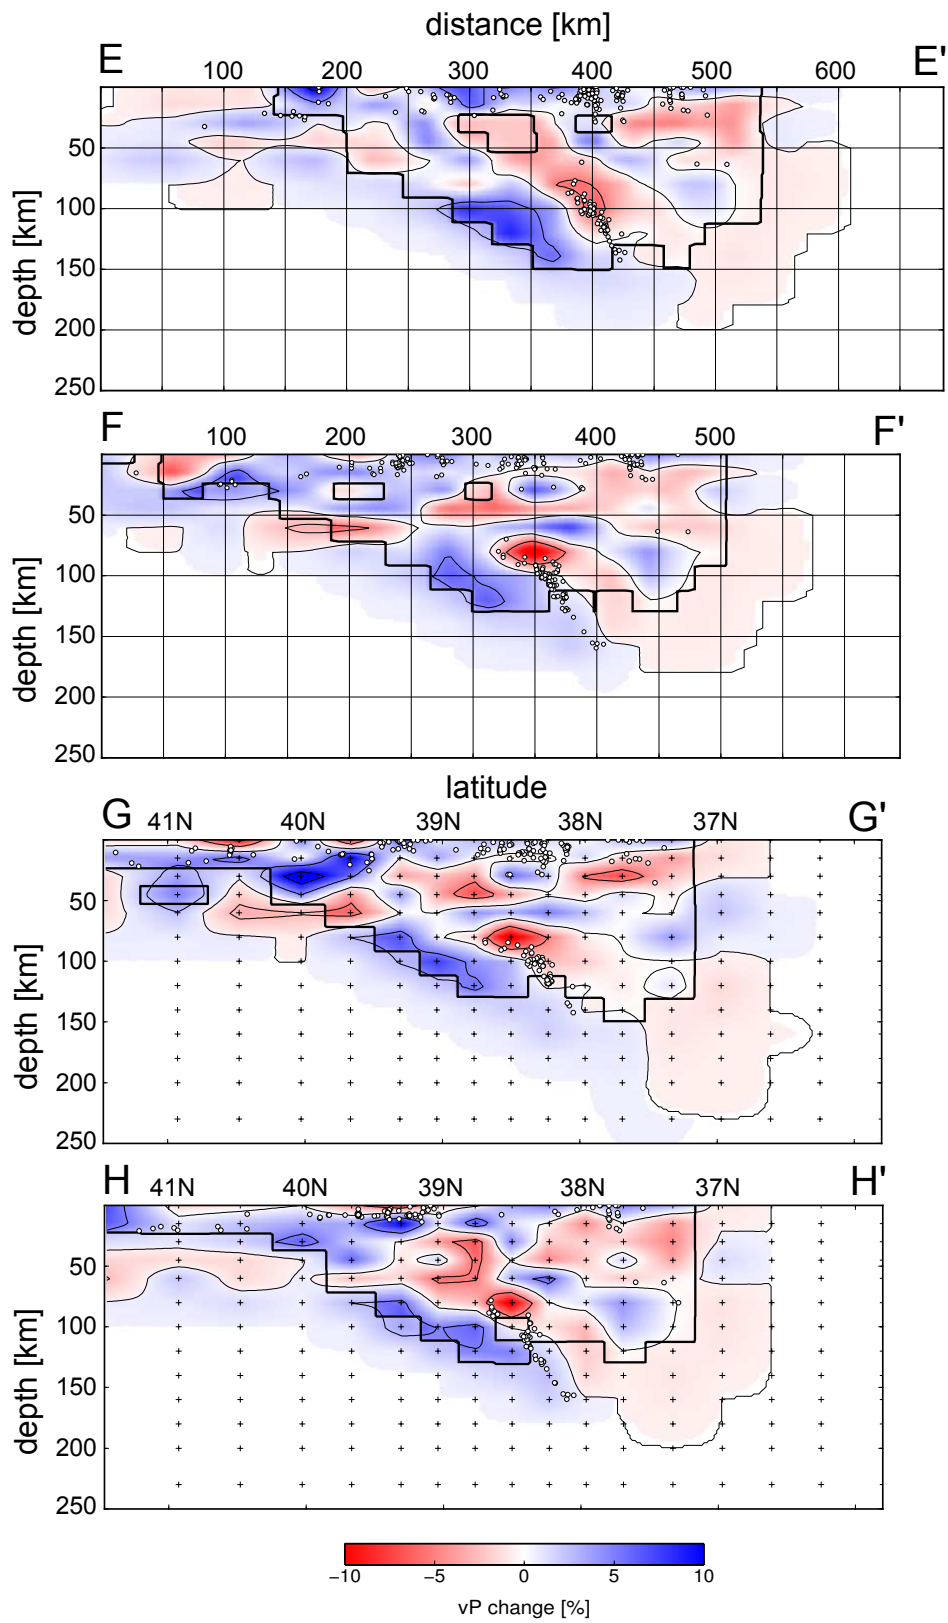 distance [km]
E 100 200 300 400 500 600 E'
50
100
150
200
250
depth [km]
F 100 200 300 400 500 F'
50
100
150
200
250
depth [km]
latitude
G 41N 40N 39N 38N 37N G'
50
100
150
200
250
depth [km]
H 41N 40N 39N 38N 37N H'
50
100
150
200
250
depth [km]
−10 −5 0 5 10
vP change [%]